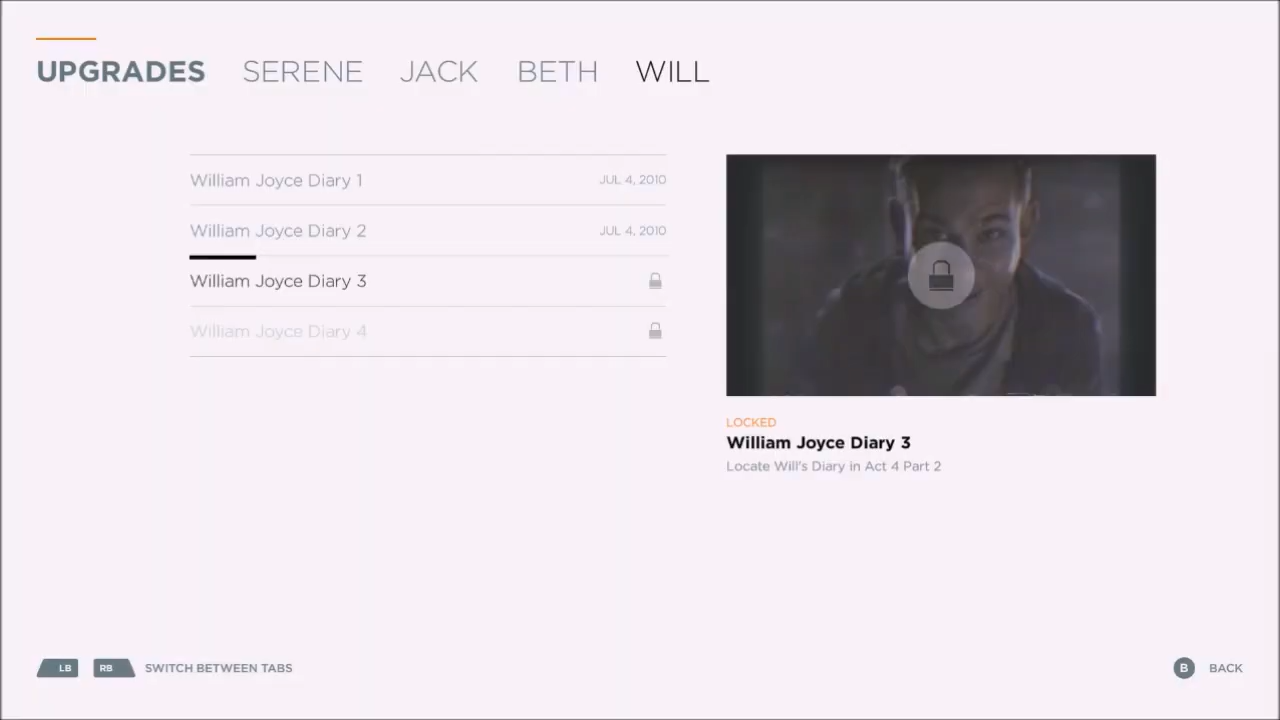 UPGRADES SERENE JACK BETH WILL
William Joyce Diary 1 JUL 4, 2010
William Joyce Diary 2 JUL 4, 2010
William Joyce Diary 3
William Joyce Diary 4
LOCKED
William Joyce Diary 3
Locate Will's Diary in Act 4 Part 2
LB RB SWITCH BETWEEN TABS
B BACK